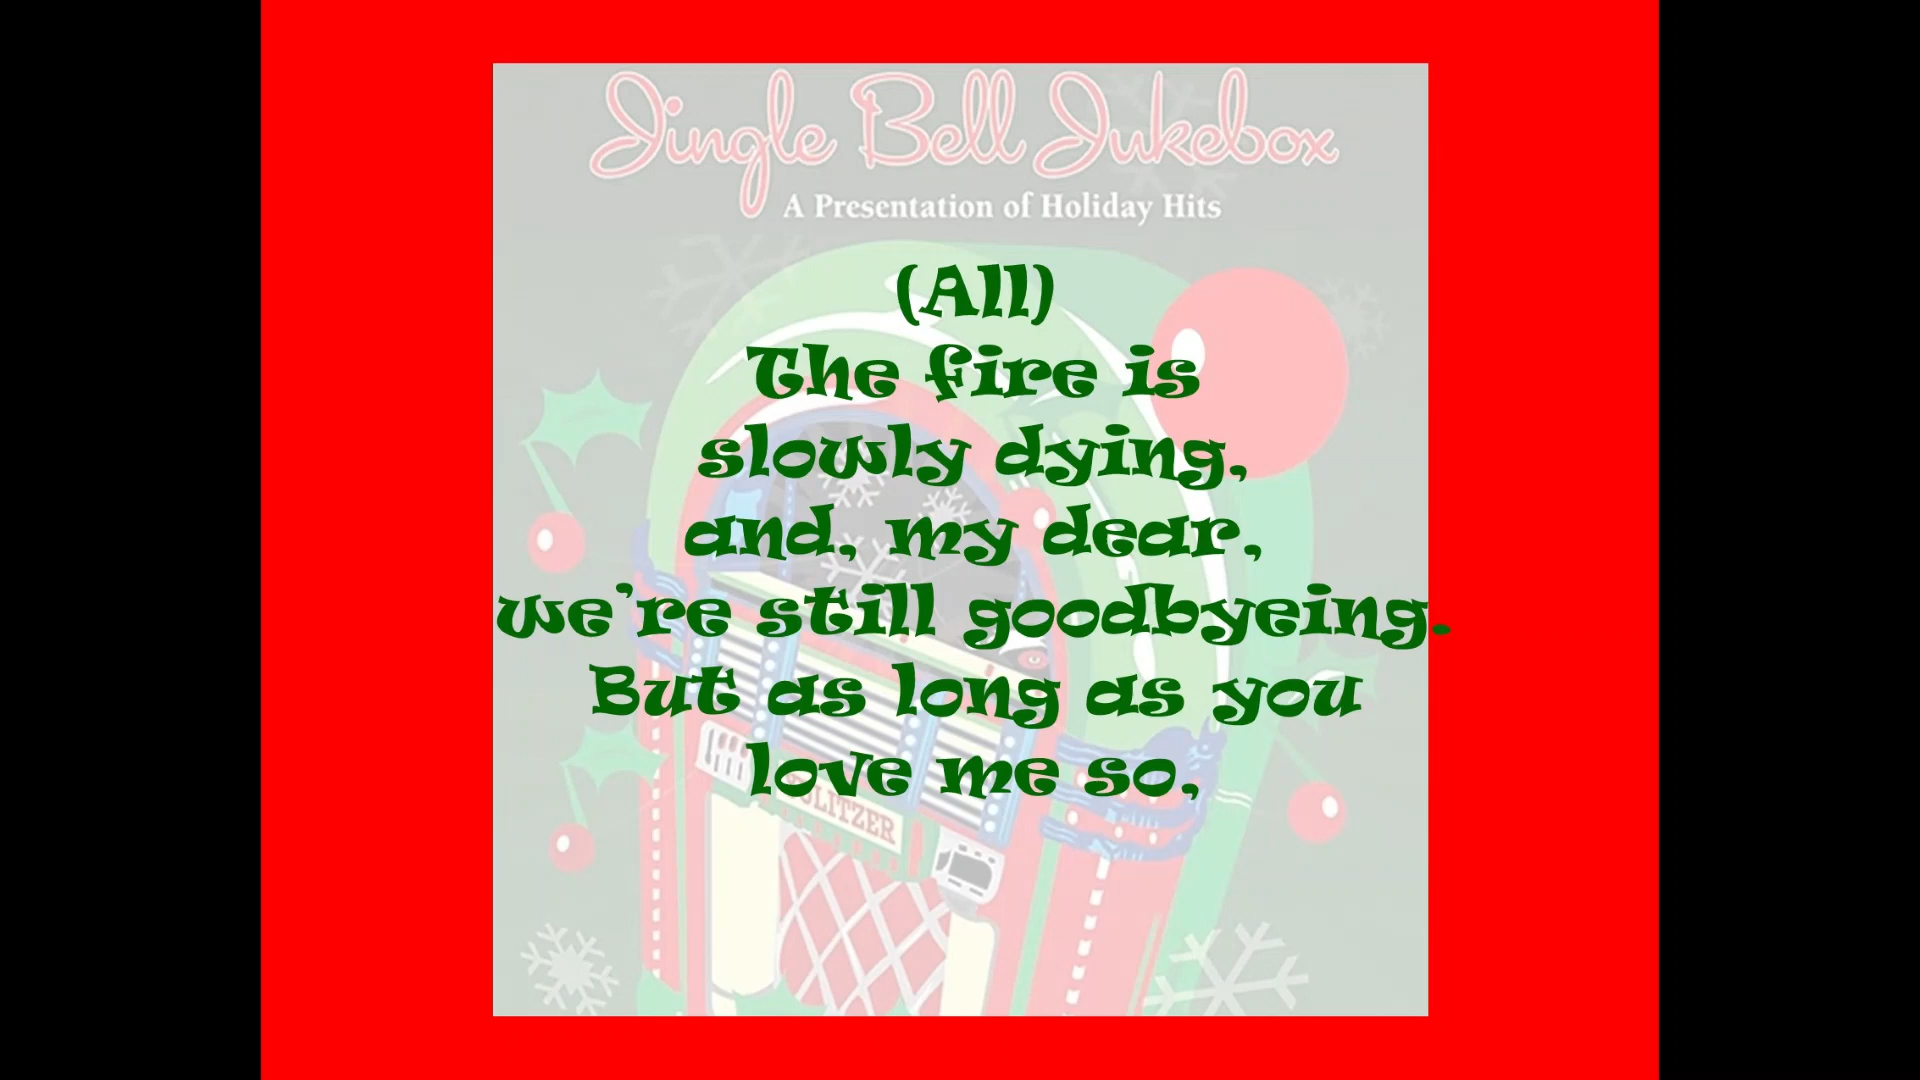 Jingle Bell Jukebox
A Presentation of Holiday Hits
(All)
The fire is
slowly dying,
and, my dear,
we're still goodbyeing.
But as long as you
love me so,